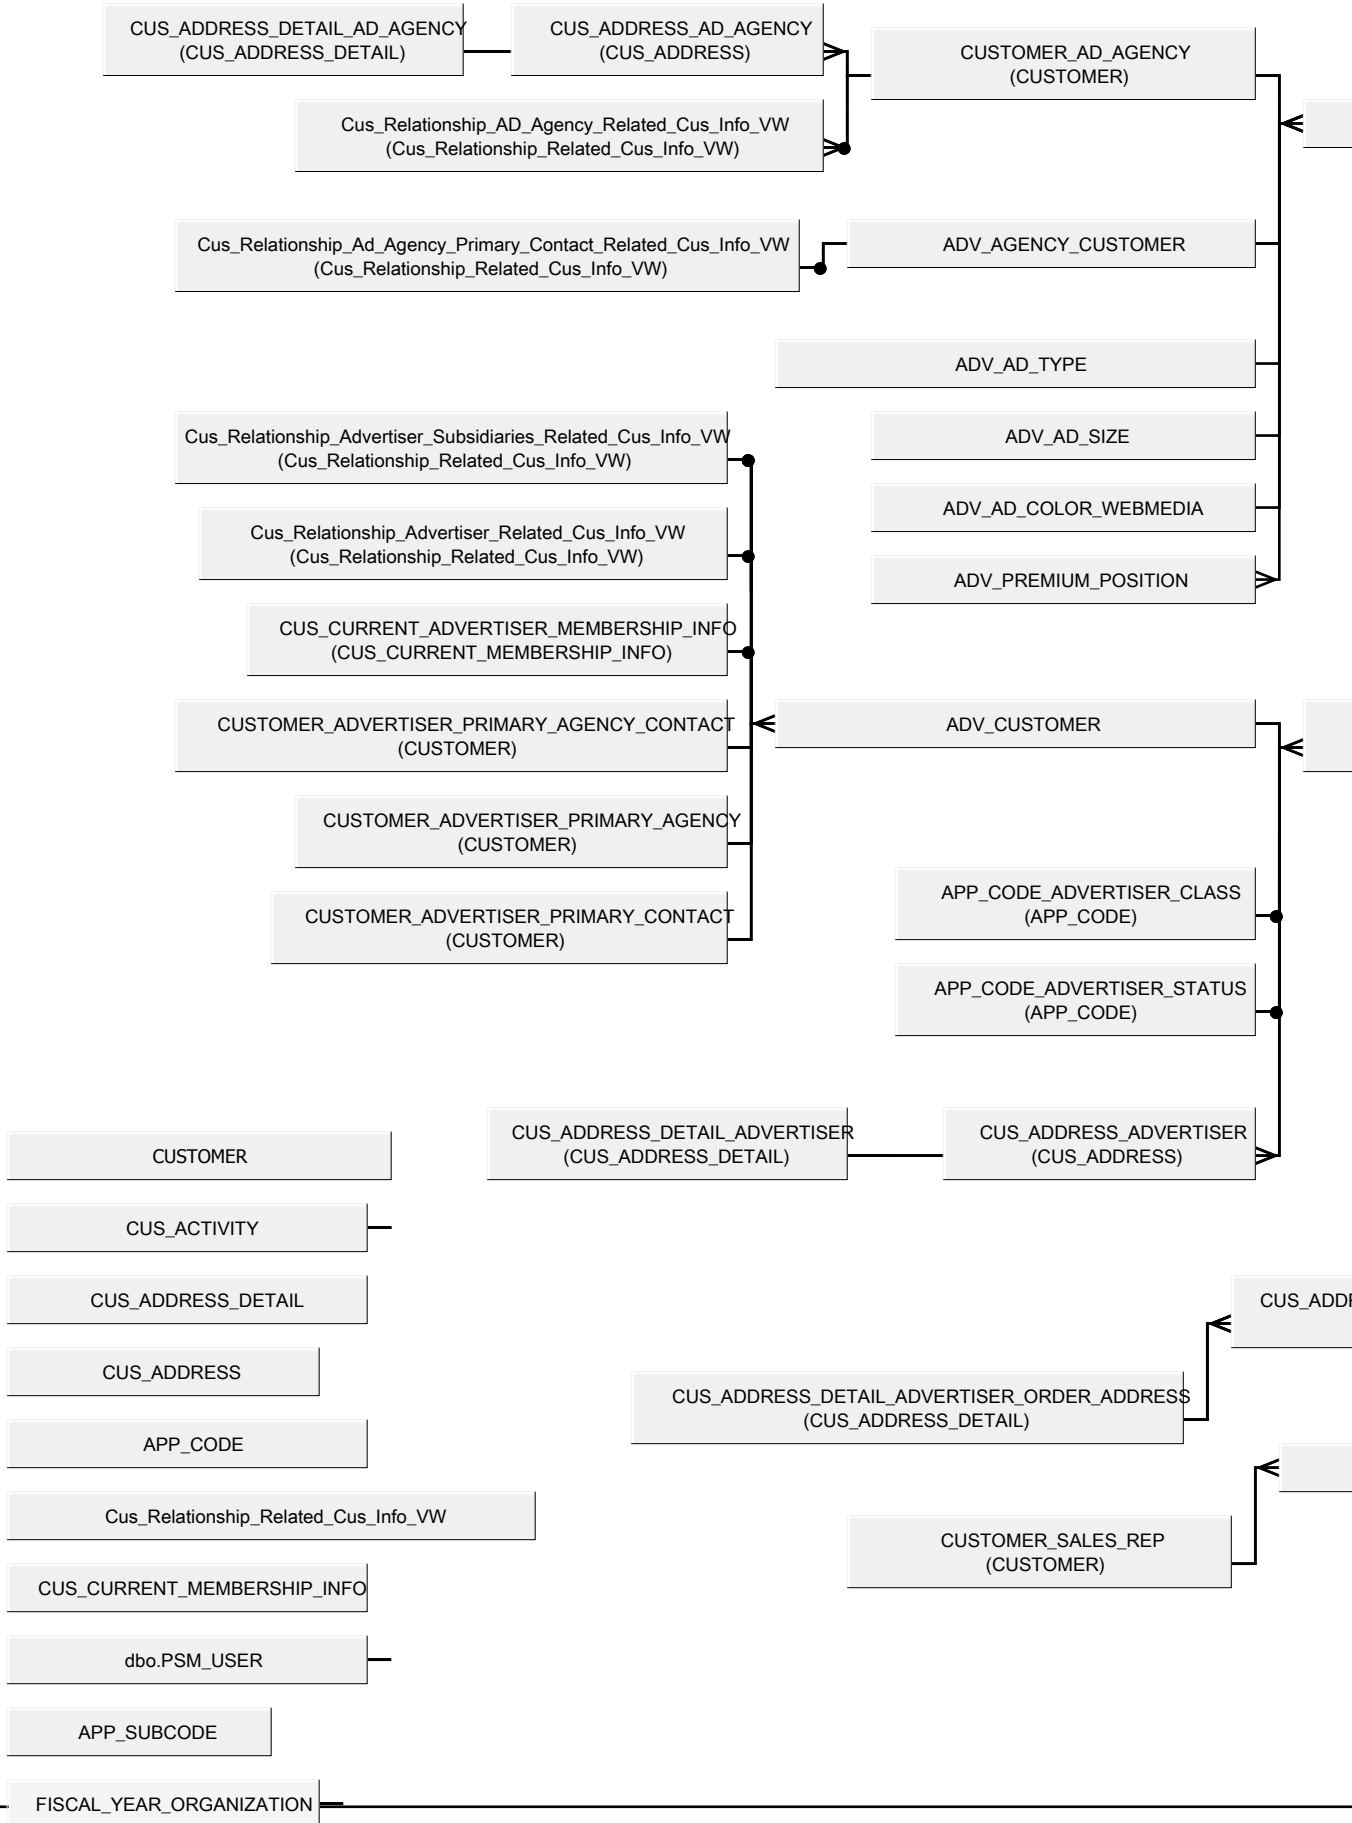 CUS_ADDRESS_DETAIL_AD_AGENCY
(CUS_ADDRESS_DETAIL)
CUS_ADDRESS_AD_AGENCY
(CUS_ADDRESS)
CUSTOMER_AD_AGENCY
(CUSTOMER)
Cus_Relationship_AD_Agency_Related_Cus_Info_VW
(Cus_Relationship_Related_Cus_Info_VW)
Cus_Relationship_Ad_Agency_Primary_Contact_Related_Cus_Info_VW
(Cus_Relationship_Related_Cus_Info_VW)
ADV_AGENCY_CUSTOMER
ADV_AD_TYPE
Cus_Relationship_Advertiser_Subsidiaries_Related_Cus_Info_VW
(Cus_Relationship_Related_Cus_Info_VW)
ADV_AD_SIZE
ADV_AD_COLOR_WEBMEDIA
Cus_Relationship_Advertiser_Related_Cus_Info_VW
(Cus_Relationship_Related_Cus_Info_VW)
ADV_PREMIUM_POSITION
CUS_CURRENT_ADVERTISER_MEMBERSHIP_INFO
(CUS_CURRENT_MEMBERSHIP_INFO)
CUSTOMER_ADVERTISER_PRIMARY_AGENCY_CONTACT
(CUSTOMER)
ADV_CUSTOMER
CUSTOMER_ADVERTISER_PRIMARY_AGENCY
(CUSTOMER)
CUSTOMER_ADVERTISER_PRIMARY_CONTACT
(CUSTOMER)
APP_CODE_ADVERTISER_CLASS
(APP_CODE)
APP_CODE_ADVERTISER_STATUS
(APP_CODE)
CUS_ADDRESS_DETAIL_ADVERTISER
(CUS_ADDRESS_DETAIL)
CUS_ADDRESS_ADVERTISER
(CUS_ADDRESS)
CUSTOMER
CUS_ACTIVITY
CUS_ADDRESS_DETAIL
CUS_ADDRESS
APP_CODE
Cus_Relationship_Related_Cus_Info_VW
CUS_CURRENT_MEMBERSHIP_INFO
dbo.PSM_USER
APP_SUBCODE
FISCAL_YEAR_ORGANIZATION
CUS_ADDRESS_DETAIL_ADVERTISER_ORDER_ADDRESS
(CUS_ADDRESS_DETAIL)
CUSTOMER_SALES_REP
(CUSTOMER)